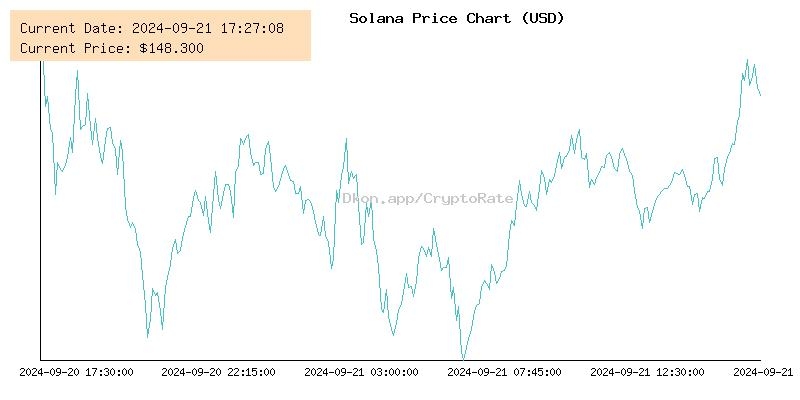 Solana Price Chart (USD)
Current Date: 2024-09-21 17:27:08
Current Price: $148.300
Dkon.app/CryptoRate
2024-09-20 17:30:00 2024-09-20 22:15:00 2024-09-21 03:00:00 2024-09-21 07:45:00 2024-09-21 12:30:00 2024-09-21